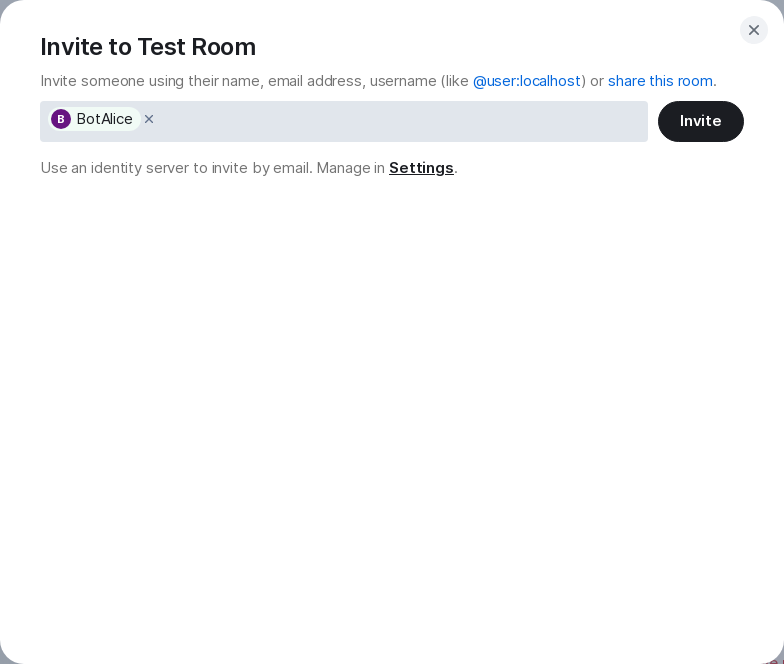 Invite to Test Room
Invite someone using their name, email address, username (like @user:localhost) or share this room.
B BotAlice
Invite
Use an identity server to invite by email. Manage in Settings.